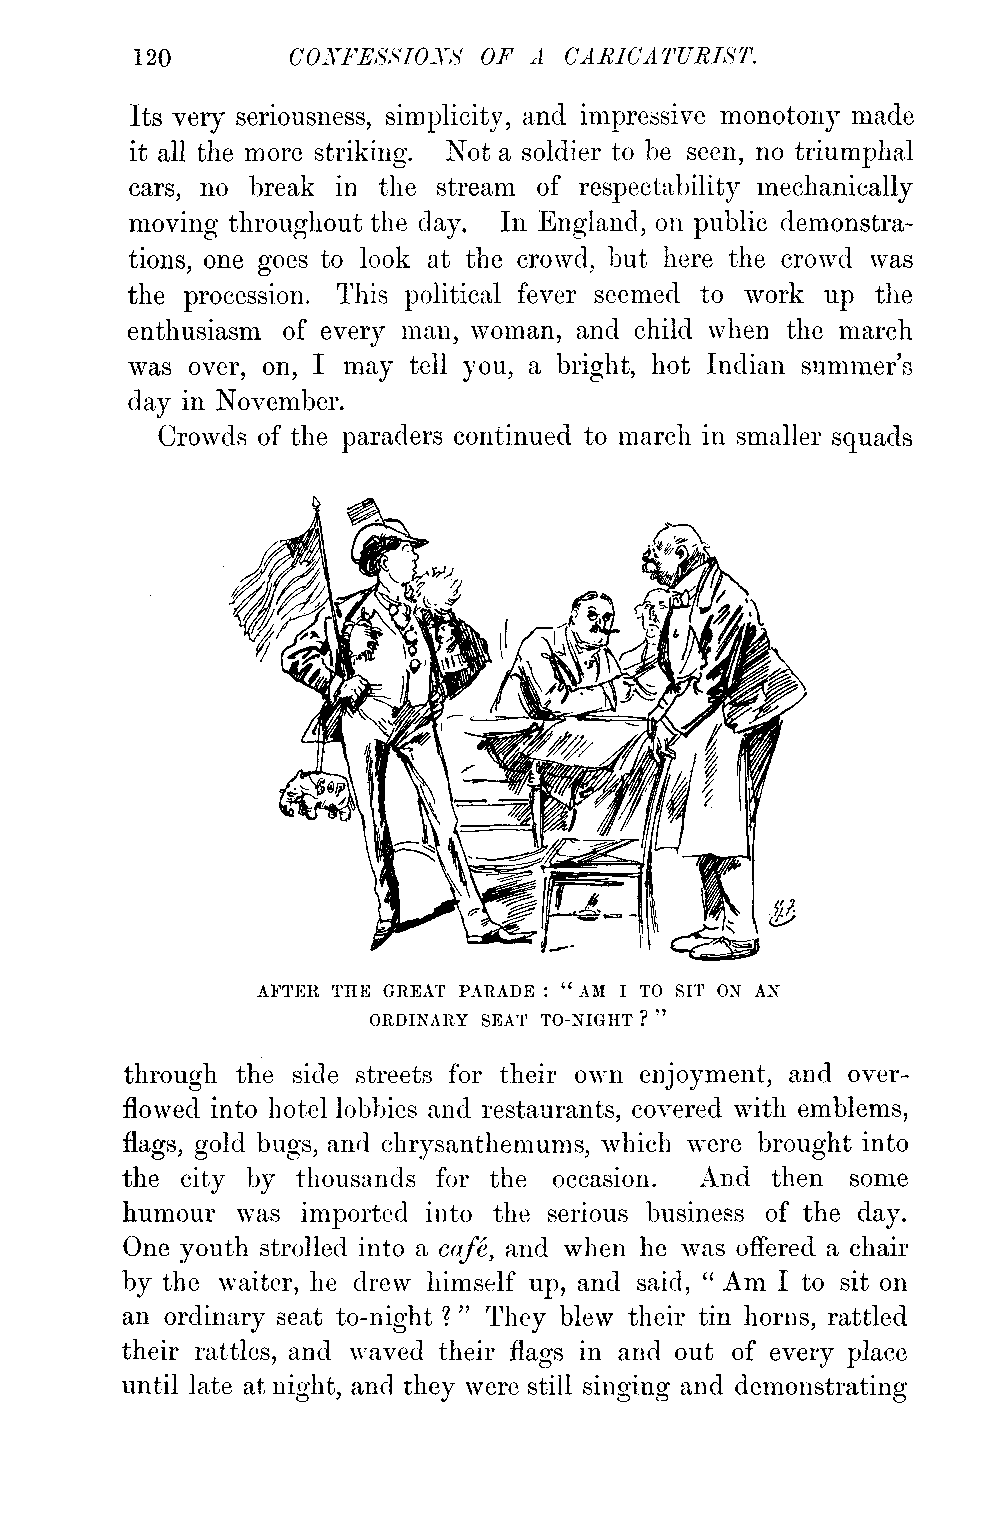 120 CONFESSIONS OF A CARICATURIST.
Its very seriousness, simplicity, and impressive monotony made
it all the more striking. Not a soldier to be seen, no triumphal
cars, no break in the stream of respectability mechanically
moving throughout the day. In England, on public demonstra-
tions, one goes to look at the crowd, but here the crowd was
the procession. This political fever seemed to work up the
enthusiasm of every man, woman, and child when the march
was over, on, I may tell you, a bright, hot Indian summer's
day in November.
Crowds of the paraders continued to march in smaller squads
GOP
AFTER THE GREAT PARADE: "AM I TO SIT ON AN
ORDINARY SEAT TO-NIGHT?"
through the side streets for their own enjoyment, and over-
flowed into hotel lobbies and restaurants, covered with emblems,
flags, gold bugs, and chrysanthemums, which were brought into
the city by thousands for the occasion. And then some
humour was imported into the serious business of the day.
One youth strolled into a café, and when he was offered a chair
by the waiter, he drew himself up, and said, "Am I to sit on
an ordinary seat to-night?" They blew their tin horns, rattled
their rattles, and waved their flags in and out of every place
until late at night, and they were still singing and demonstrating